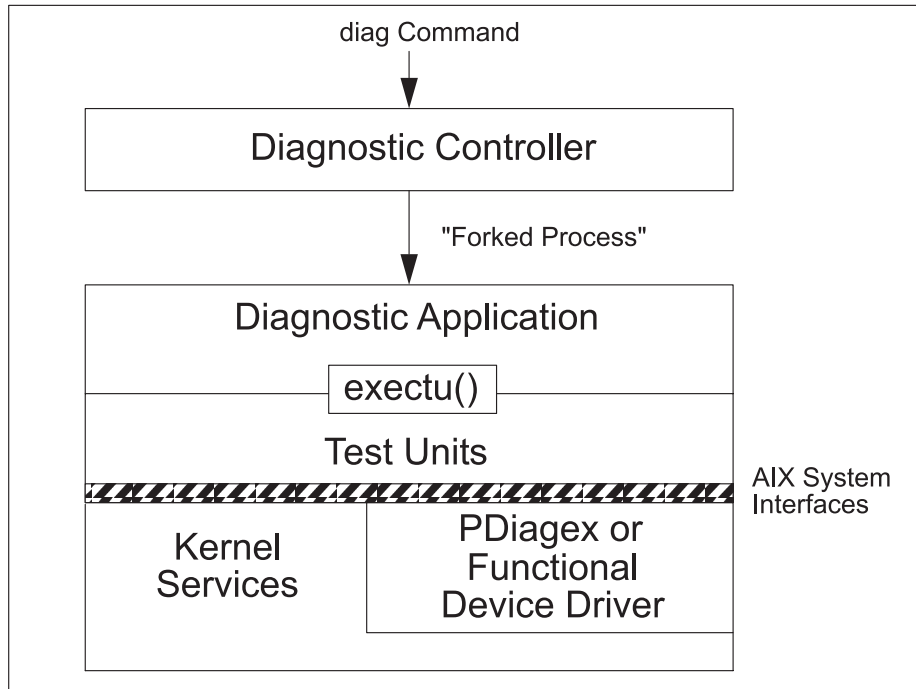 diag Command
Diagnostic Controller
"Forked Process"
Diagnostic Application
exectu()
Test Units
AIX System
Interfaces
Kernel
Services
PDiagex or
Functional
Device Driver